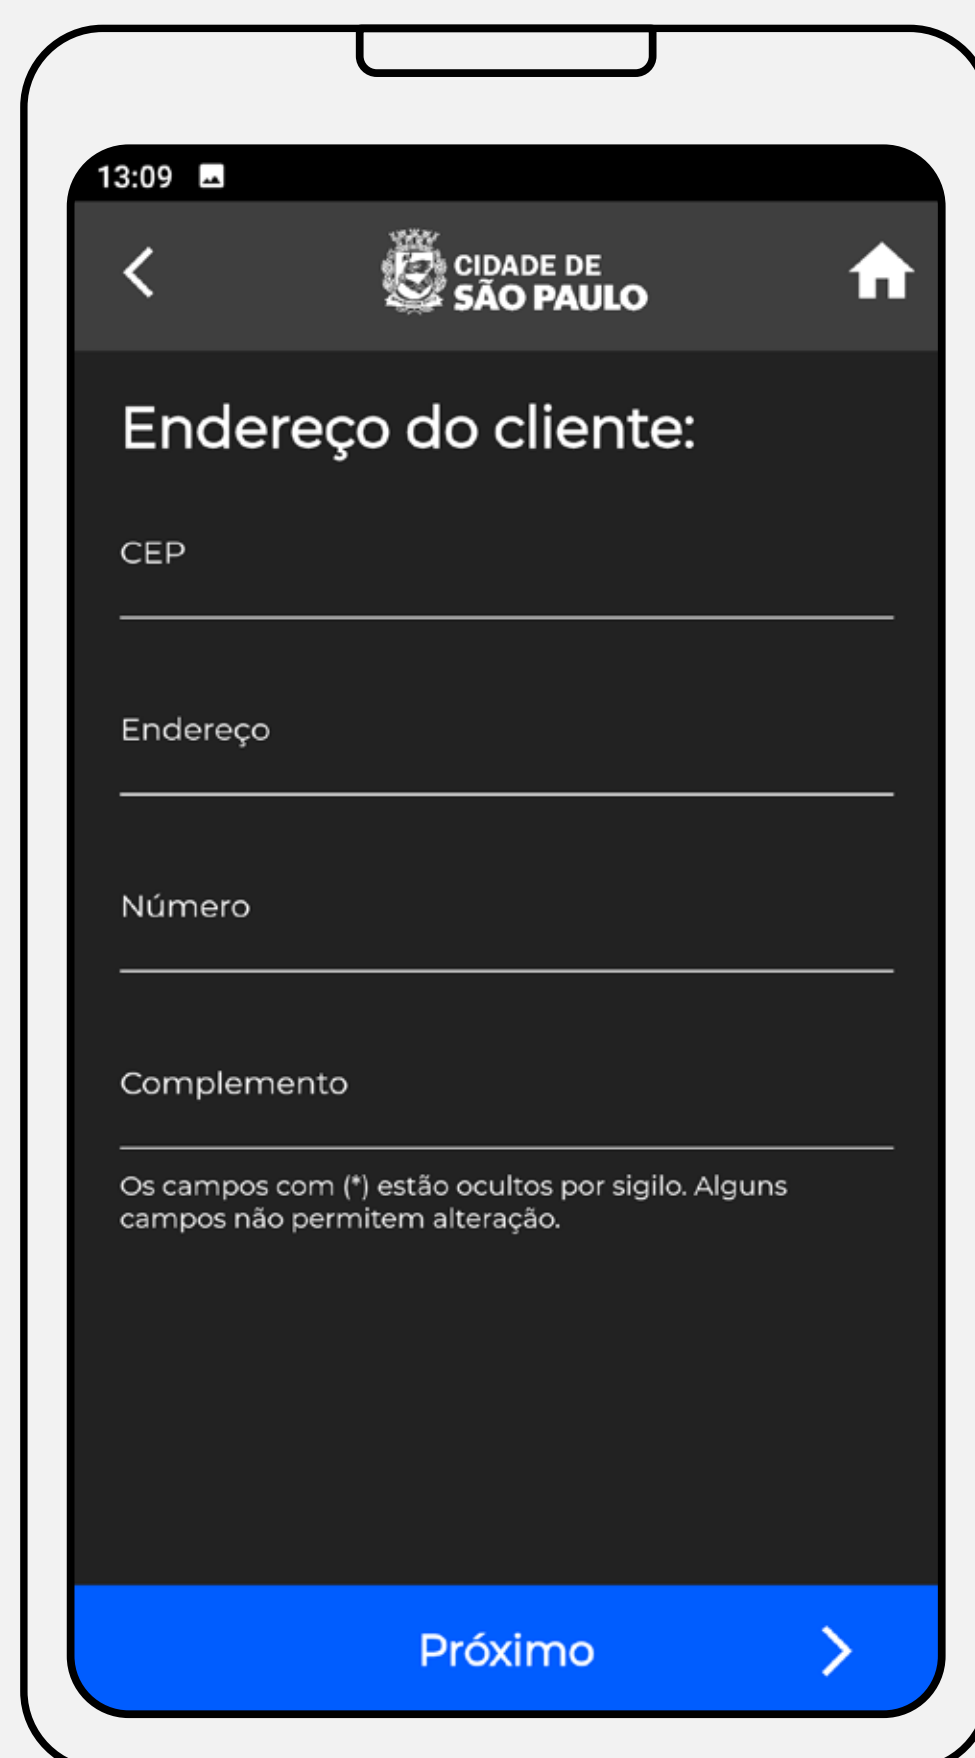 13:09
CIDADE DE
SÃO PAULO
Endereço do cliente:
CEP
Endereço
Número
Complemento
Os campos com (*) estão ocultos por sigilo. Alguns
campos não permitem alteração.
Próximo